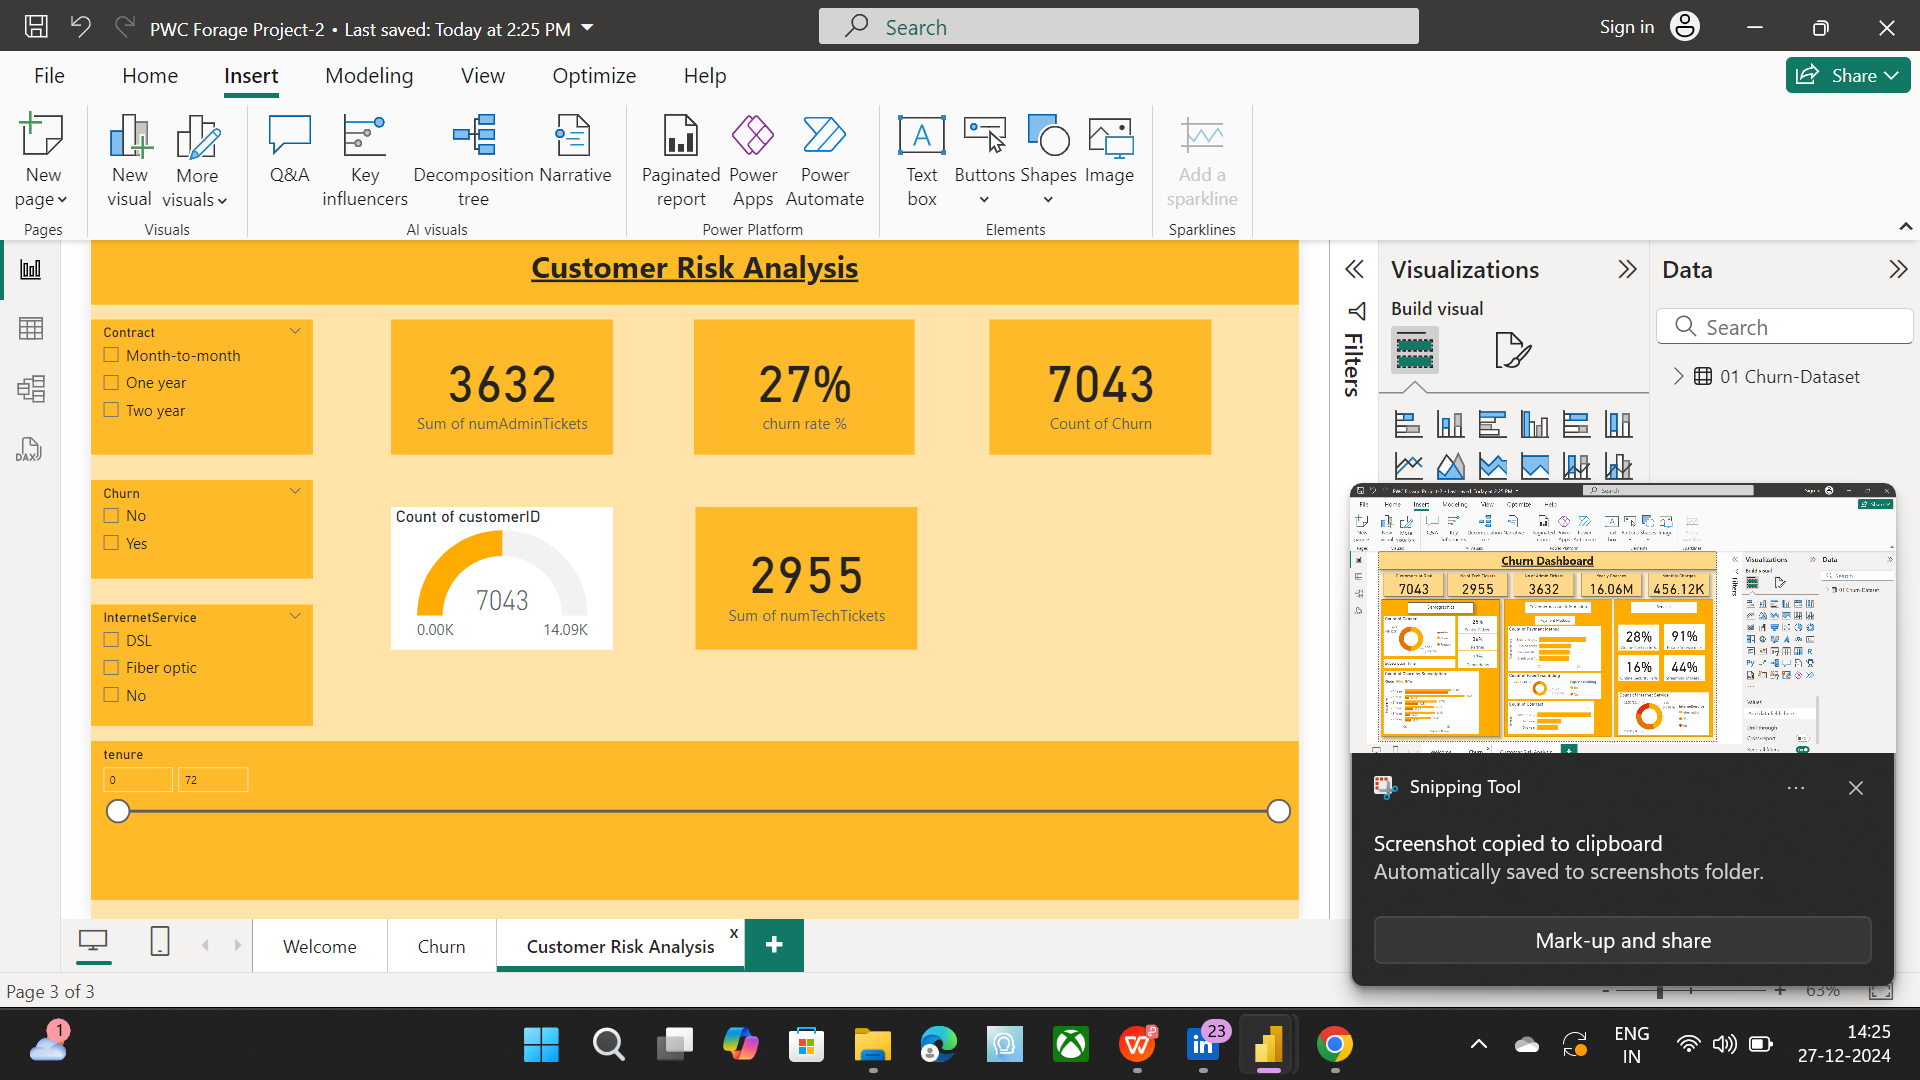 PWC Forage Project-2 • Last saved: Today at 2:25 PM
Search
Sign in
File Home Insert Modeling View Optimize Help
Share
New page
New visual
More visuals
Q&A
Key influencers
Decomposition tree
Narrative
Paginated report
Power Apps
Power Automate
Text box
Buttons
Shapes
Image
Add a sparkline
Pages
Visuals
AI visuals
Power Platform
Elements
Sparklines
DAX
Customer Risk Analysis
Contract
Month-to-month
One year
Two year
3632
Sum of numAdminTickets
27%
churn rate %
7043
Count of Churn
Churn
No
Yes
Count of customerID
7043
0.00K
14.09K
2955
Sum of numTechTickets
InternetService
DSL
Fiber optic
No
tenure
0
72
Filters
Visualizations
Build visual
Data
Search
01 Churn-Dataset
Churn Dashboard
7043
2955
3632
16.06M
456.12K
28%
91%
16%
44%
Snipping Tool
Screenshot copied to clipboard
Automatically saved to screenshots folder.
Mark-up and share
Welcome
Churn
Customer Risk Analysis
x
Page 3 of 3
63%
1
23
ENG
IN
14:25
27-12-2024